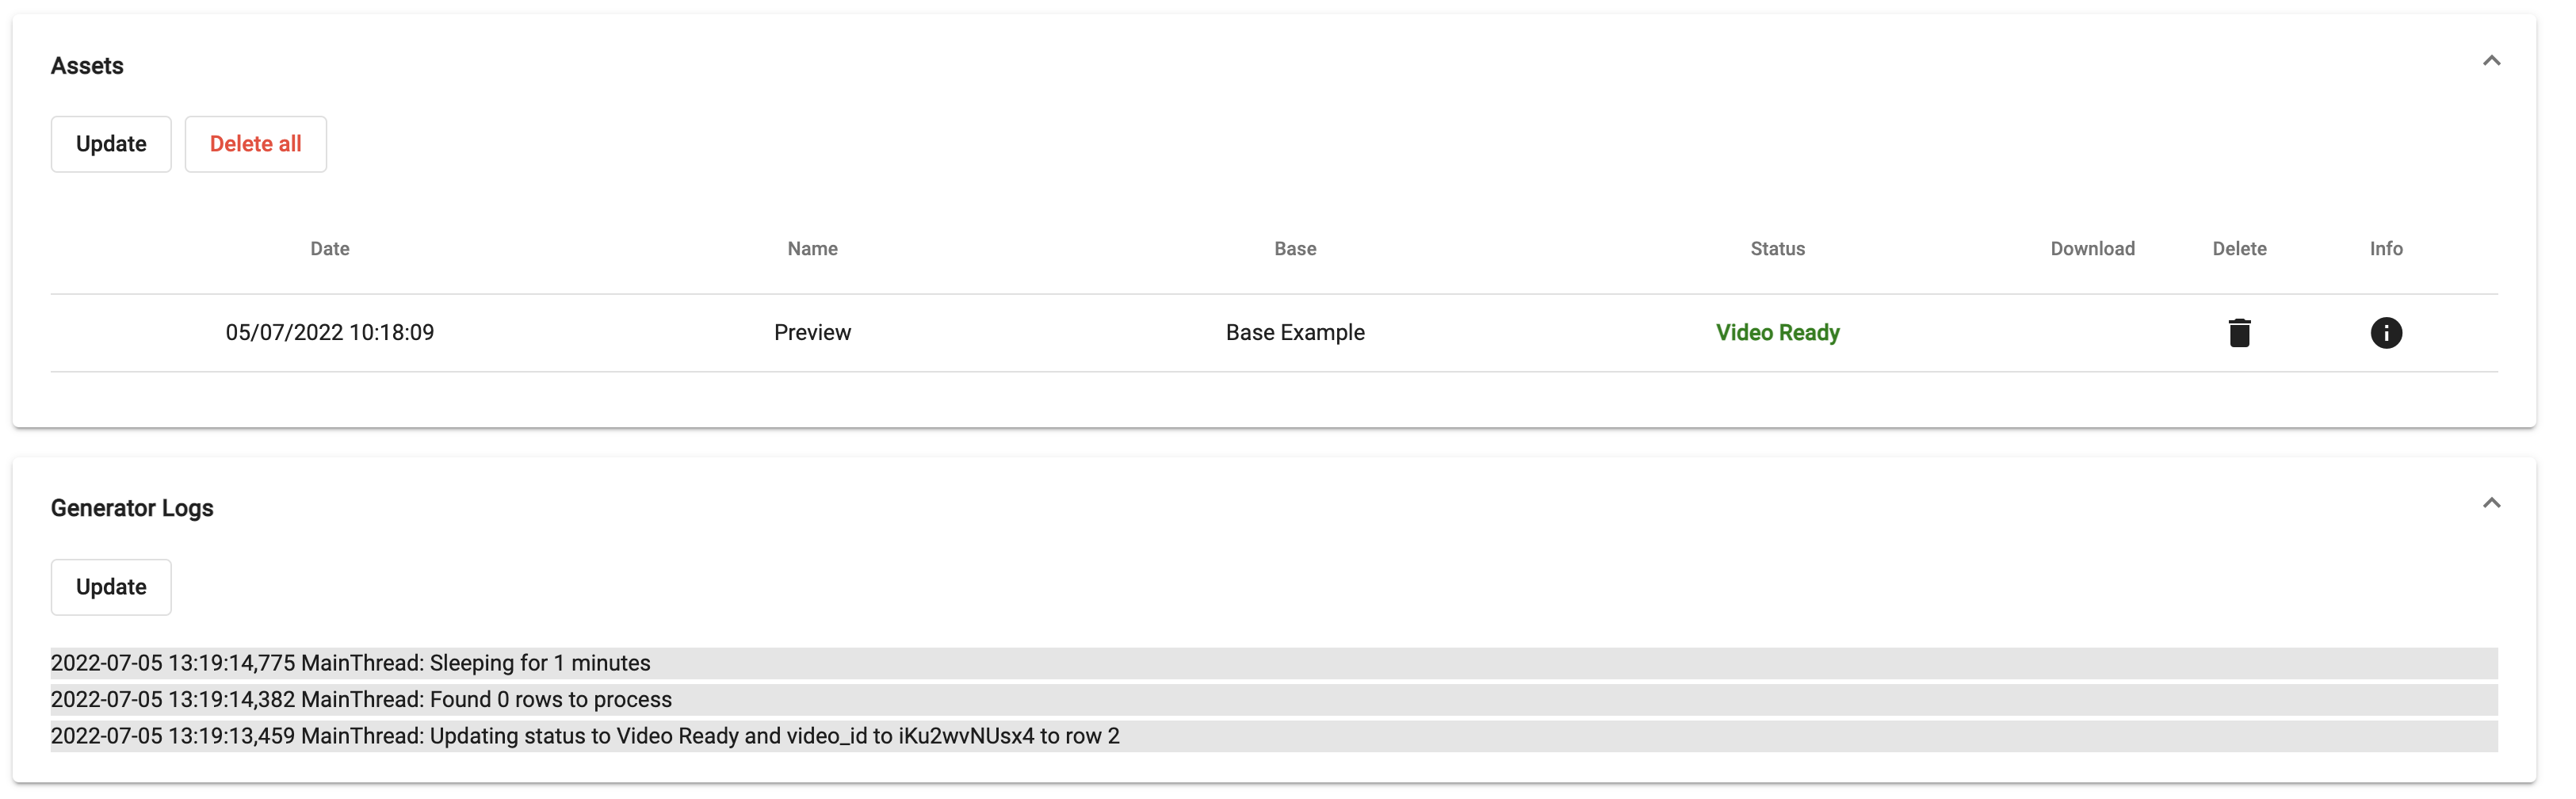 Assets
Update Delete all
Date Name Base Status Download Delete Info
05/07/2022 10:18:09 Preview Base Example Video Ready
Generator Logs
Update
2022-07-05 13:19:14,775 MainThread: Sleeping for 1 minutes
2022-07-05 13:19:14,382 MainThread: Found 0 rows to process
2022-07-05 13:19:13,459 MainThread: Updating status to Video Ready and video_id to iKu2wvNUsx4 to row 2